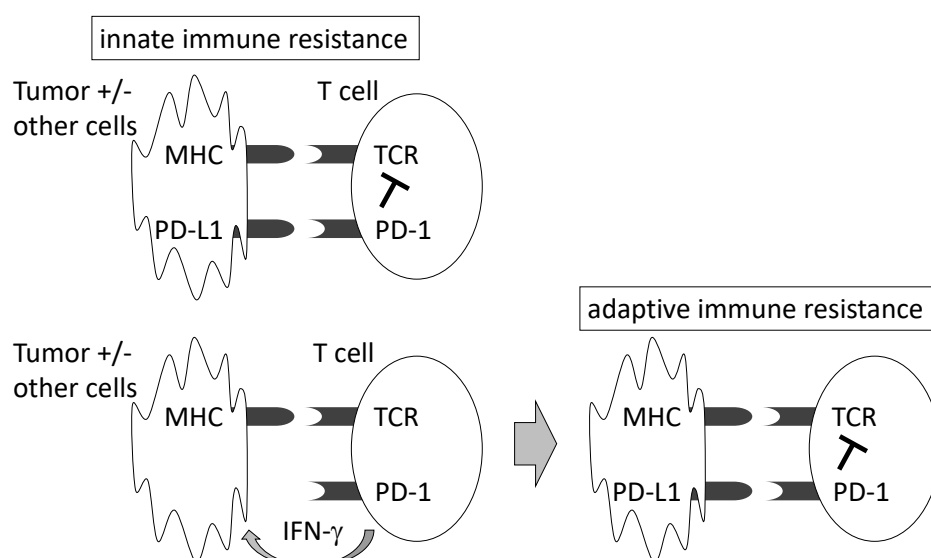 innate immune resistance
Tumor +/-
other cells
T cell
MHC
TCR
PD-L1
PD-1
adaptive immune resistance
Tumor +/-
other cells
T cell
MHC
TCR
PD-1
IFN-γ
MHC
TCR
PD-L1
PD-1